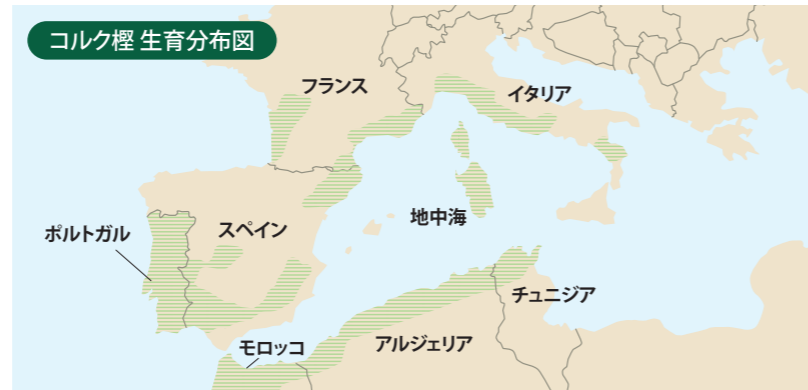 コルク樫 生育分布図
フランス
イタリア
ポルトガル
スペイン
地中海
チュニジア
モロッコ
アルジェリア